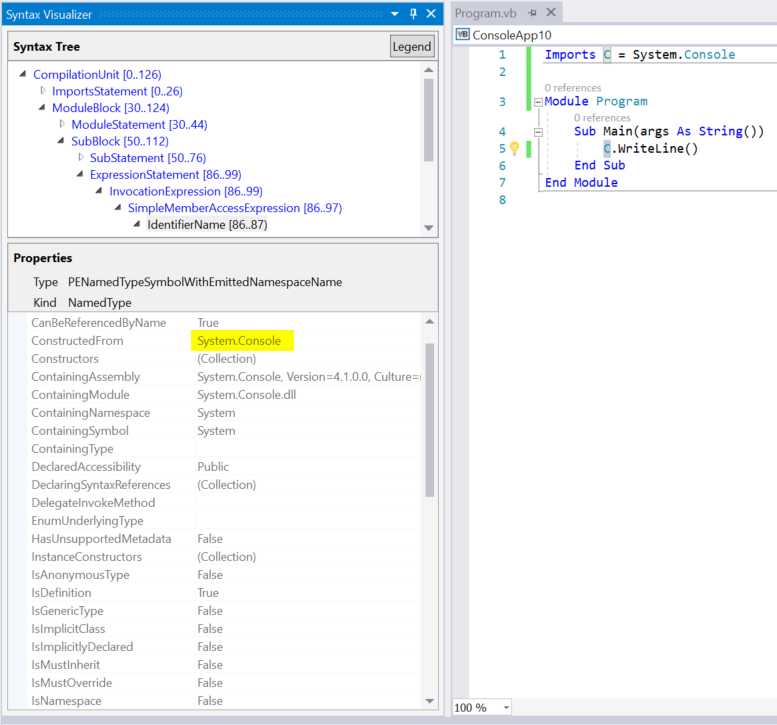 Syntax Visualizer
Syntax Tree
Legend
CompilationUnit [0..126]
ImportsStatement [0..26]
ModuleBlock [30..124]
ModuleStatement [30..44]
SubBlock [50..112]
SubStatement [50..76]
ExpressionStatement [86..99]
InvocationExpression [86..99]
SimpleMemberAccessExpression [86..97]
IdentifierName [86..87]
Properties
Type PENamedTypeSymbolWithEmittedNamespaceName
Kind NamedType
CanBeReferencedByName True
ConstructedFrom System.Console
Constructors (Collection)
ContainingAssembly System.Console, Version=4.1.0.0, Culture=
ContainingModule System.Console.dll
ContainingNamespace System
ContainingSymbol System
ContainingType
DeclaredAccessibility Public
DeclaringSyntaxReferences (Collection)
DelegateInvokeMethod
EnumUnderlyingType
HasUnsupportedMetadata False
InstanceConstructors (Collection)
IsAnonymousType False
IsDefinition True
IsGenericType False
IsImplicitClass False
IsImplicitlyDeclared False
IsMustInherit False
IsMustOverride False
IsNamespace False
Program.vb
VB ConsoleApp10
1 Imports C = System.Console
2
0 references
3 Module Program
0 references
4 Sub Main(args As String())
5 C.WriteLine()
6 End Sub
7 End Module
8
100 %